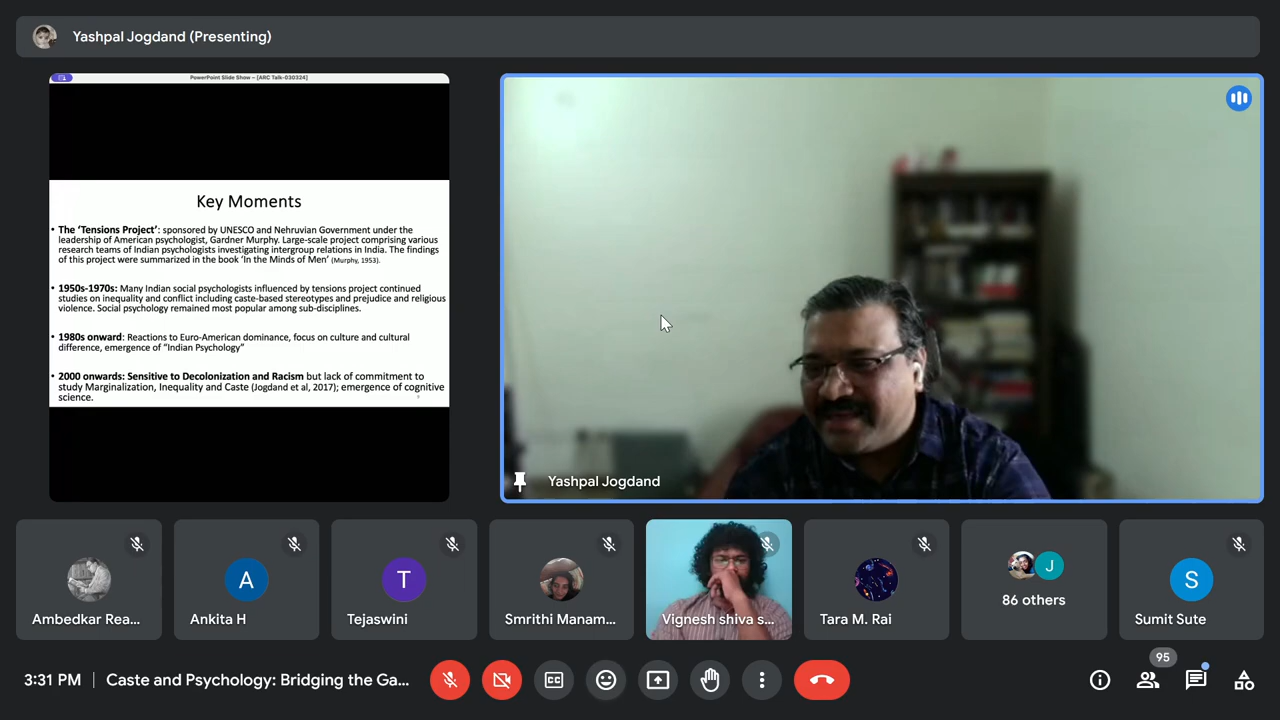 Yashpal Jogdand (Presenting)
PowerPoint Slide Show – [ARC Talk-030324]
Key Moments
• The ‘Tensions Project’: sponsored by UNESCO and Nehruvian Government under the
leadership of American psychologist, Gardner Murphy. Large-scale project comprising various
research teams of Indian psychologists investigating intergroup relations in India. The findings
of this project were summarized in the book ‘In the Minds of Men’ (Murphy, 1953).
• 1950s-1970s: Many Indian social psychologists influenced by tensions project continued
studies on inequality and conflict including caste-based stereotypes and prejudice and religious
violence. Social psychology remained most popular among sub-disciplines.
• 1980s onward: Reactions to Euro-American dominance, focus on culture and cultural
difference, emergence of “Indian Psychology”
• 2000 onwards: Sensitive to Decolonization and Racism but lack of commitment to
study Marginalization, Inequality and Caste (Jogdand et al, 2017); emergence of cognitive
science.
Yashpal Jogdand
Ambedkar Rea...
A
Ankita H
T
Tejaswini
Smrithi Manam...
Vignesh shiva s...
Tara M. Rai
J
86 others
S
Sumit Sute
3:31 PM | Caste and Psychology: Bridging the Ga...
CC
95